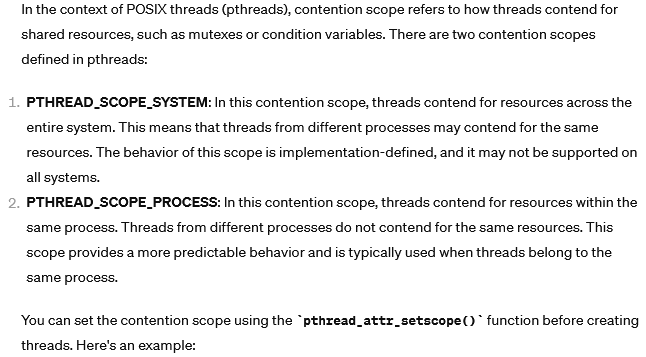 In the context of POSIX threads (pthreads), contention scope refers to how threads contend for
shared resources, such as mutexes or condition variables. There are two contention scopes
defined in pthreads:
1. PTHREAD_SCOPE_SYSTEM: In this contention scope, threads contend for resources across the
entire system. This means that threads from different processes may contend for the same
resources. The behavior of this scope is implementation-defined, and it may not be supported on
all systems.
2. PTHREAD_SCOPE_PROCESS: In this contention scope, threads contend for resources within the
same process. Threads from different processes do not contend for the same resources. This
scope provides a more predictable behavior and is typically used when threads belong to the
same process.
You can set the contention scope using the `pthread_attr_setscope()` function before creating
threads. Here's an example: